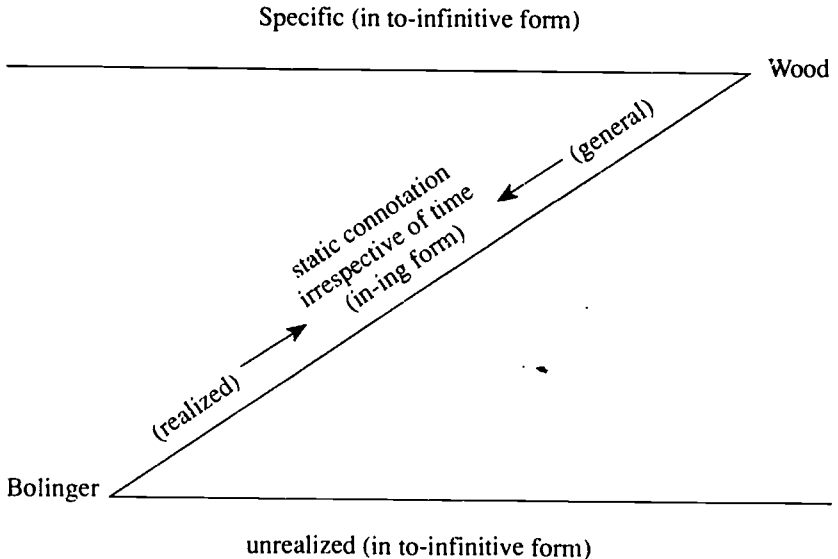 Specific (in to-infinitive form)
Wood
(general)
static connotation
irrespective of time
(in-ing form)
(realized)
Bolinger
unrealized (in to-infinitive form)